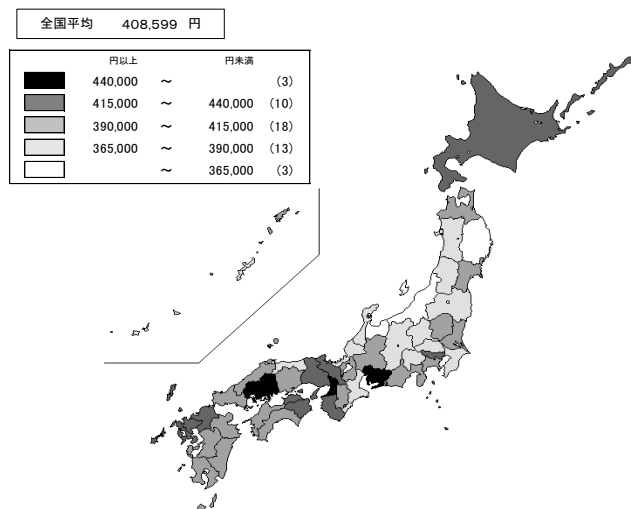 全国平均 408,599 円
円以上 円未満
440,000 ～ (3)
415,000 ～ 440,000 (10)
390,000 ～ 415,000 (18)
365,000 ～ 390,000 (13)
～ 365,000 (3)